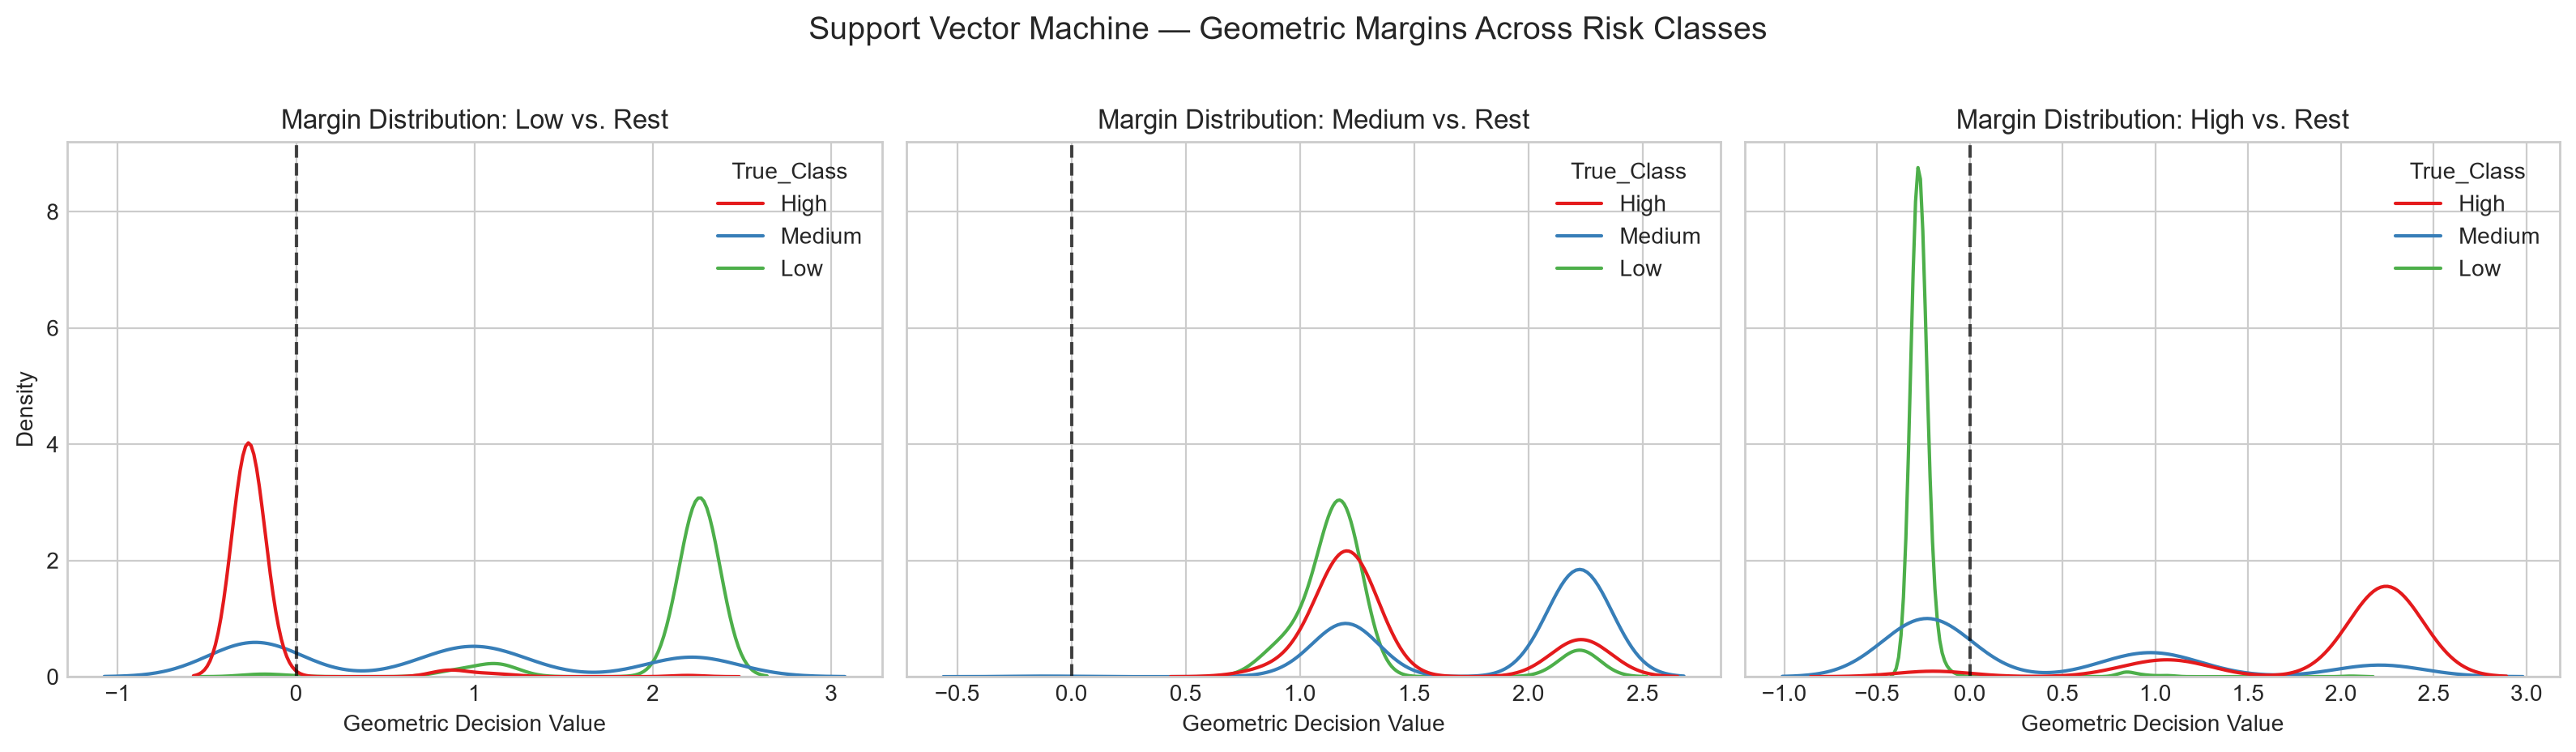 Support Vector Machine — Geometric Margins Across Risk Classes
Margin Distribution: Low vs. Rest
Density
8
6
4
2
0
True_Class
High
Medium
Low
−1
0
1
2
3
Geometric Decision Value
Margin Distribution: Medium vs. Rest
True_Class
High
Medium
Low
−0.5
0.0
0.5
1.0
1.5
2.0
2.5
Geometric Decision Value
Margin Distribution: High vs. Rest
True_Class
High
Medium
Low
−1.0
−0.5
0.0
0.5
1.0
1.5
2.0
2.5
3.0
Geometric Decision Value